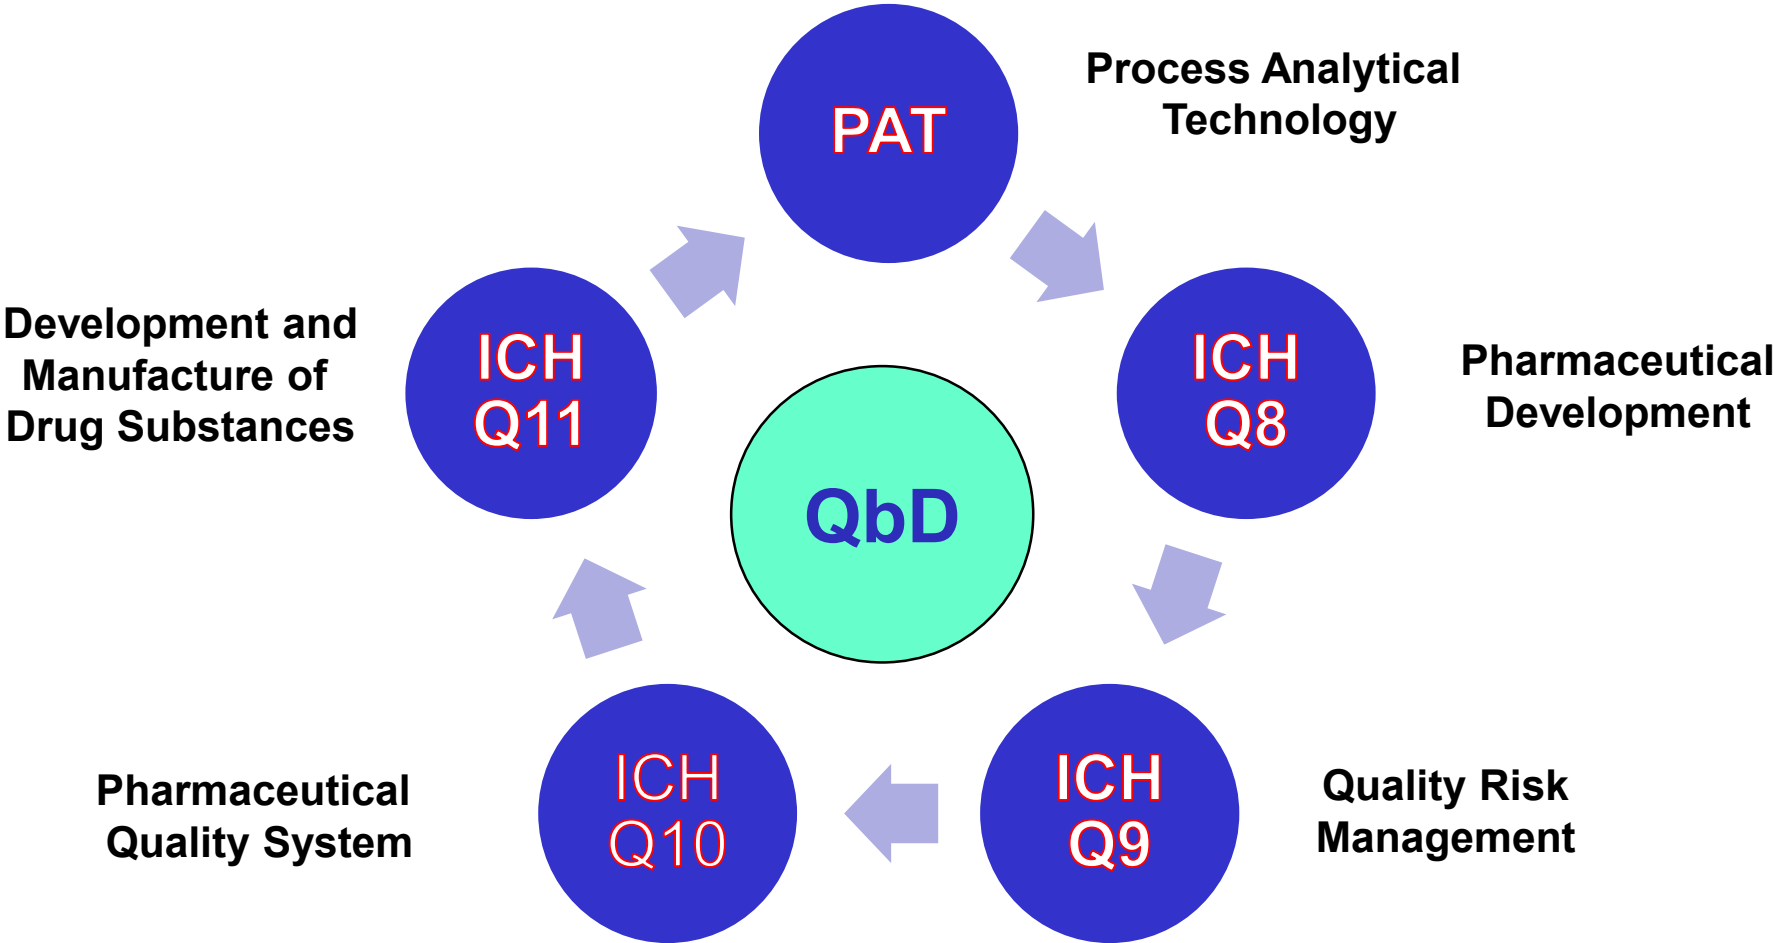 PAT
Process Analytical
Technology
ICH
Q8
Pharmaceutical
Development
ICH
Q9
Quality Risk
Management
ICH
Q10
Pharmaceutical
Quality System
ICH
Q11
Development and
Manufacture of
Drug Substances
QbD